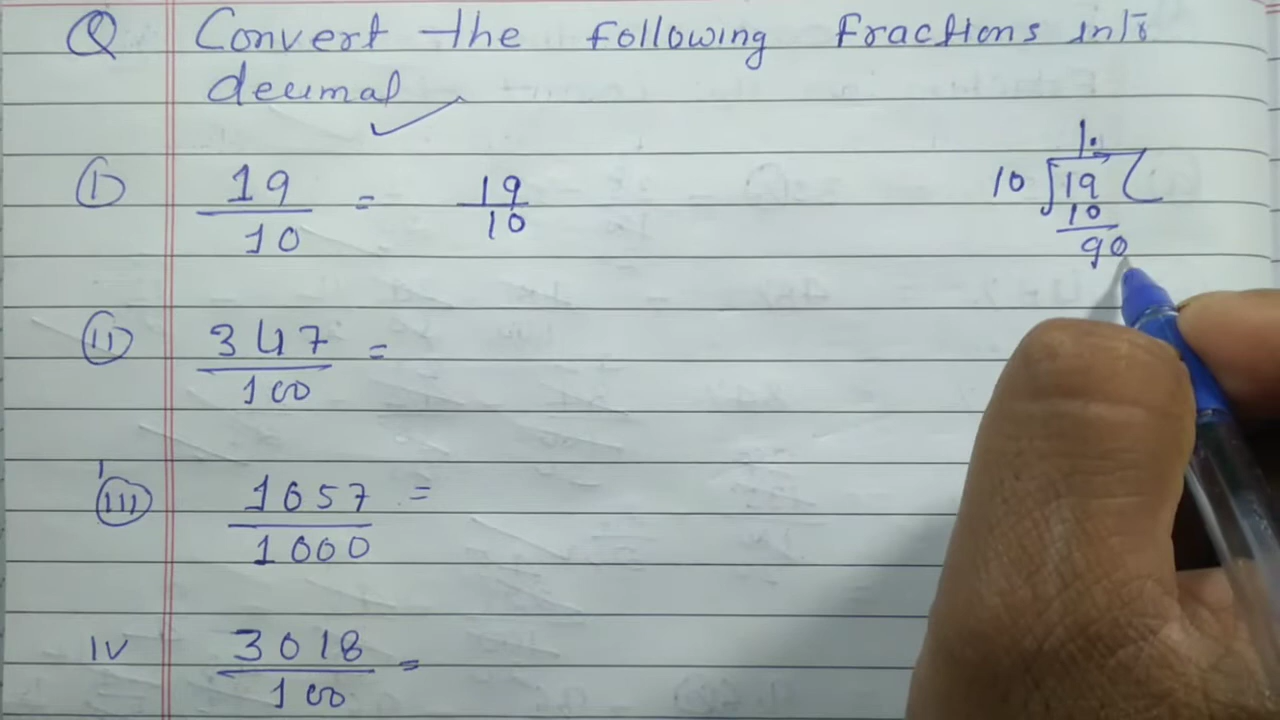 Q Convert the following fractions into
decimal
(i) 19/10 = 19/10
1.
10 19
10
90
(ii) 347/100 =
(iii) 1057/1000 =
iv 3018/100 =